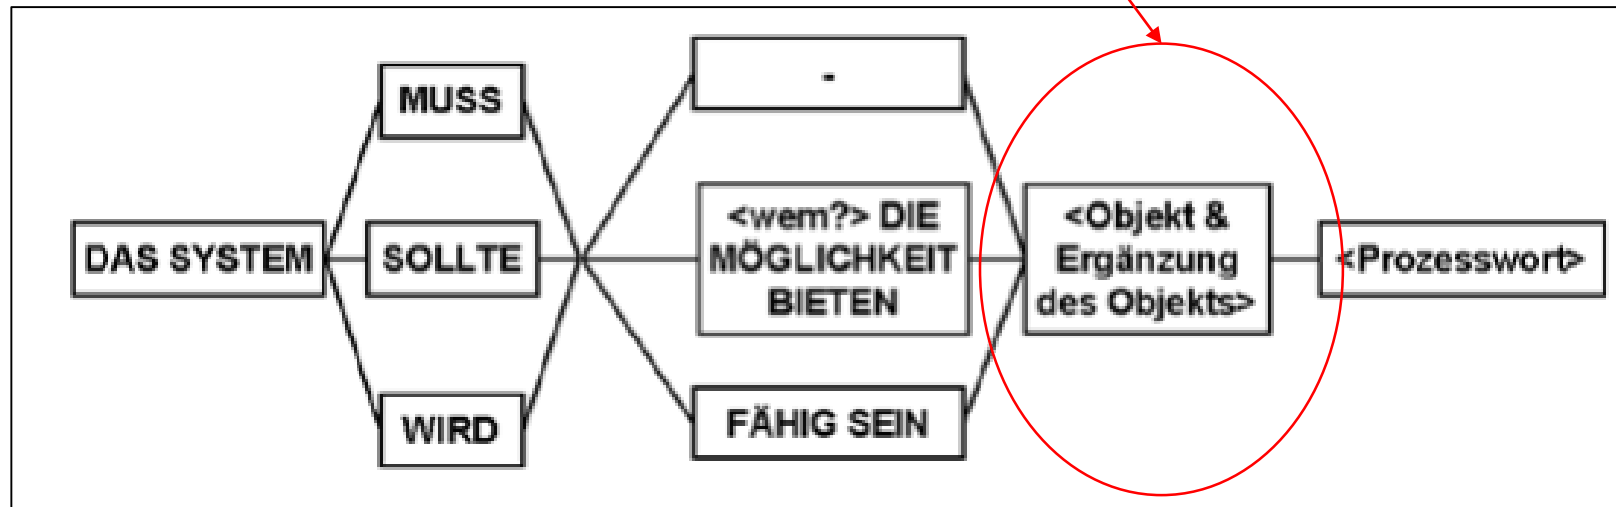 DAS SYSTEM
MUSS
SOLLTE
WIRD
-
<wem?> DIE
MÖGLICHKEIT
BIETEN
FÄHIG SEIN
<Objekt &
Ergänzung
des Objekts>
<Prozesswort>